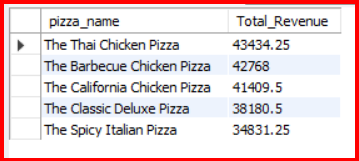 pizza_name Total_Revenue
The Thai Chicken Pizza 43434.25
The Barbecue Chicken Pizza 42768
The California Chicken Pizza 41409.5
The Classic Deluxe Pizza 38180.5
The Spicy Italian Pizza 34831.25